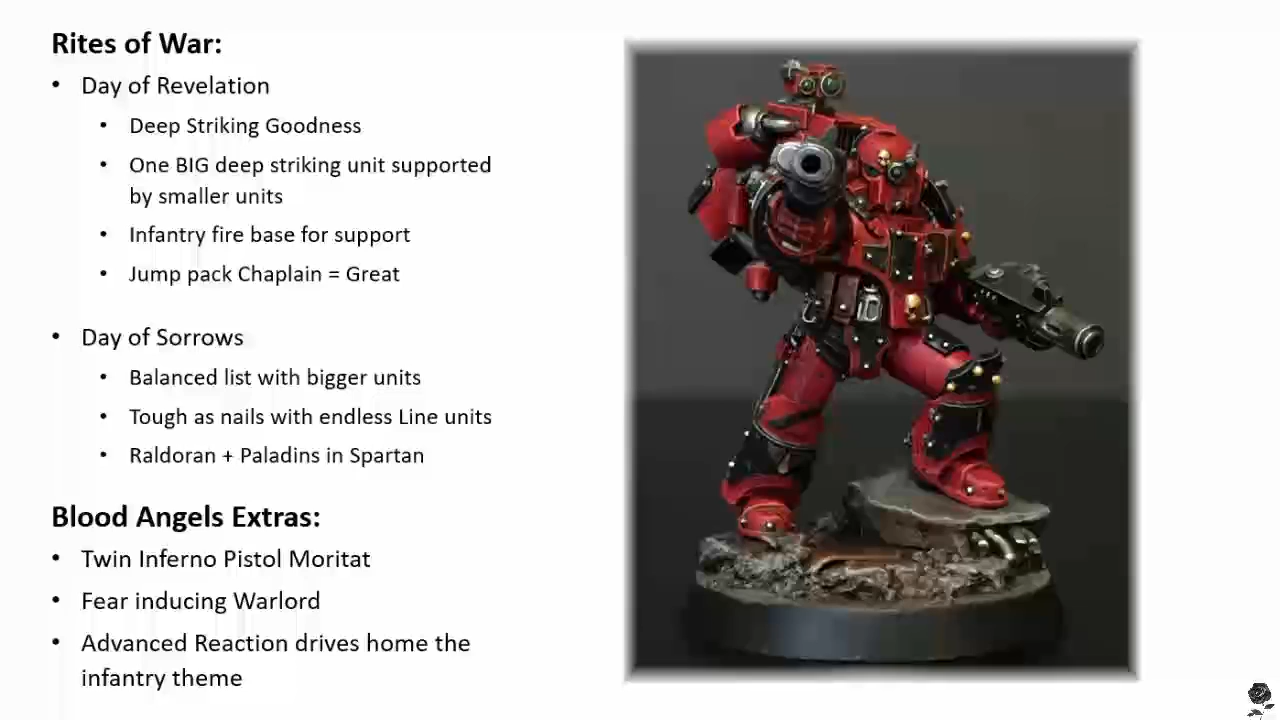 Rites of War:
• Day of Revelation
• Deep Striking Goodness
• One BIG deep striking unit supported
by smaller units
• Infantry fire base for support
• Jump pack Chaplain = Great
• Day of Sorrows
• Balanced list with bigger units
• Tough as nails with endless Line units
• Raldoran + Paladins in Spartan
Blood Angels Extras:
• Twin Inferno Pistol Moritat
• Fear inducing Warlord
• Advanced Reaction drives home the
infantry theme